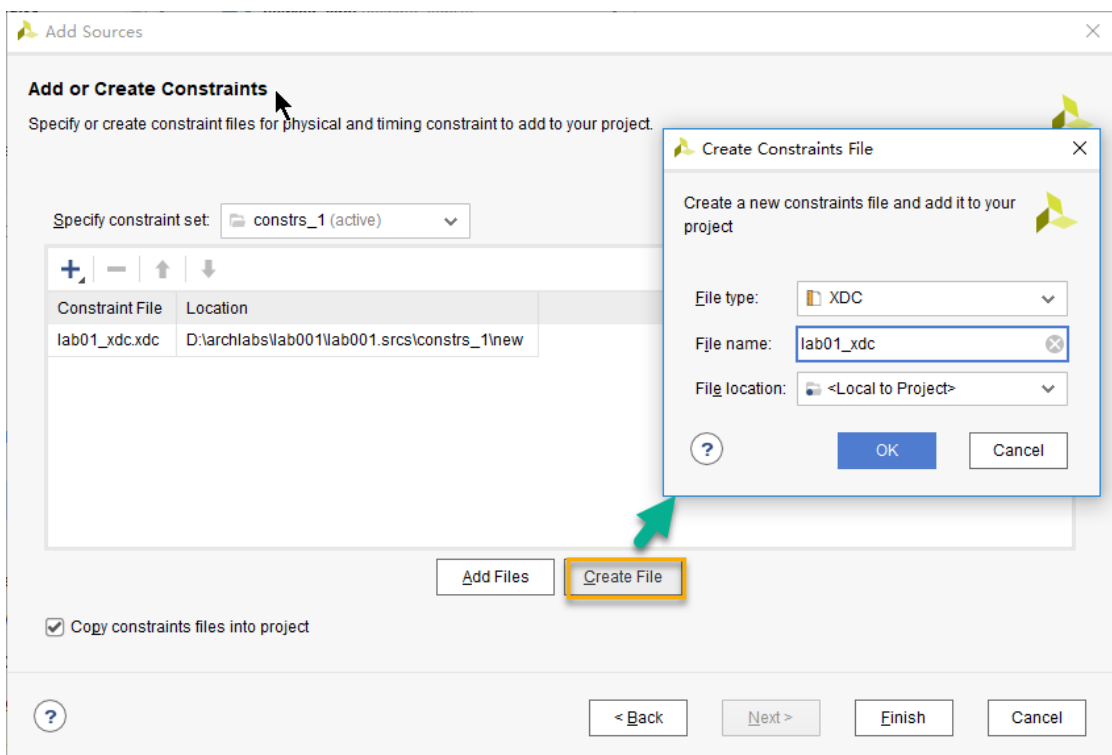 Add Sources
Add or Create Constraints
Specify or create constraint files for physical and timing constraint to add to your project.
Specify constraint set: constrs_1 (active)
Constraint File Location
lab01_xdc.xdc D:\archlabs\lab001\lab001.srcs\constrs_1\new
Add Files Create File
Copy constraints files into project
? < Back Next > Finish Cancel
Create Constraints File
Create a new constraints file and add it to your
project
File type: XDC
File name: lab01_xdc
File location: <Local to Project>
? OK Cancel